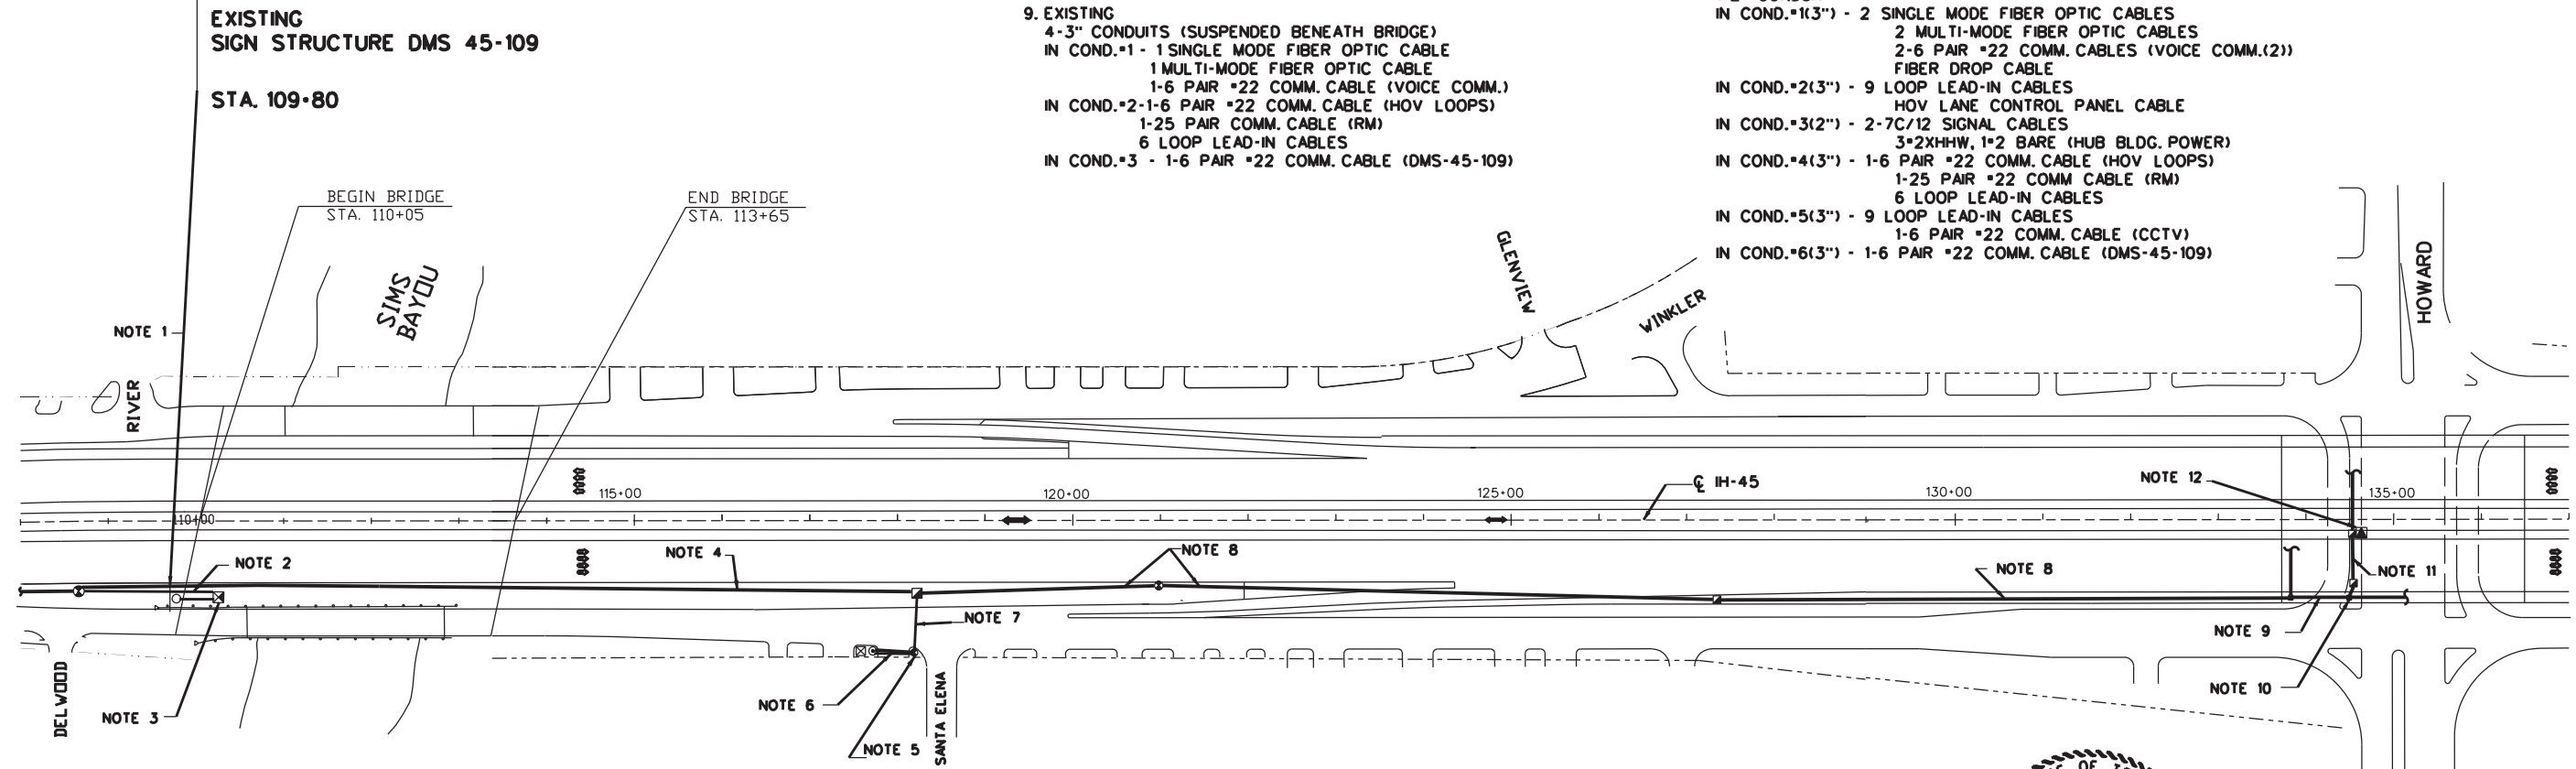 EXISTING
SIGN STRUCTURE DMS 45-109
STA. 109+80
9. EXISTING
4-3" CONDUITS (SUSPENDED BENEATH BRIDGE)
IN COND.#1 - 1 SINGLE MODE FIBER OPTIC CABLE
1 MULTI-MODE FIBER OPTIC CABLE
1-6 PAIR #22 COMM. CABLE (VOICE COMM.)
IN COND.#2-1-6 PAIR #22 COMM. CABLE (HOV LOOPS)
1-25 PAIR COMM. CABLE (RM)
6 LOOP LEAD-IN CABLES
IN COND.#3 - 1-6 PAIR #22 COMM. CABLE (DMS-45-109)
IN COND.#1(3") - 2 SINGLE MODE FIBER OPTIC CABLES
2 MULTI-MODE FIBER OPTIC CABLES
2-6 PAIR #22 COMM. CABLES (VOICE COMM.(2))
FIBER DROP CABLE
IN COND.#2(3") - 9 LOOP LEAD-IN CABLES
HOV LANE CONTROL PANEL CABLE
IN COND.#3(2") - 2-7C/12 SIGNAL CABLES
3#2XHHW, 1#2 BARE (HUB BLDG. POWER)
IN COND.#4(3") - 1-6 PAIR #22 COMM. CABLE (HOV LOOPS)
1-25 PAIR #22 COMM CABLE (RM)
6 LOOP LEAD-IN CABLES
IN COND.#5(3") - 9 LOOP LEAD-IN CABLES
1-6 PAIR #22 COMM. CABLE (CCTV)
IN COND.#6(3") - 1-6 PAIR #22 COMM. CABLE (DMS-45-109)
BEGIN BRIDGE
STA. 110+05
END BRIDGE
STA. 113+65
SIMS
BAYOU
GLENVIEW
WINKLER
HOWARD
NOTE 1
RIVER
115+00
120+00
125+00
℄ IH-45
130+00
NOTE 12
135+00
110+00
NOTE 2
NOTE 4
NOTE 8
NOTE 8
NOTE 11
NOTE 7
NOTE 9
DELWOOD
NOTE 3
NOTE 6
SANTA ELENA
NOTE 10
NOTE 5
OF